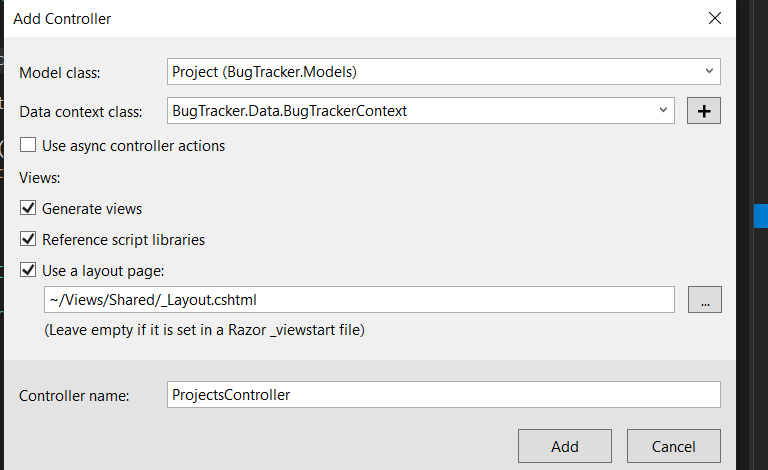 Add Controller
Model class: Project (BugTracker.Models)
Data context class: BugTracker.Data.BugTrackerContext +
Use async controller actions
Views:
Generate views
Reference script libraries
Use a layout page:
~/Views/Shared/_Layout.cshtml ...
(Leave empty if it is set in a Razor _viewstart file)
Controller name: ProjectsController
Add Cancel